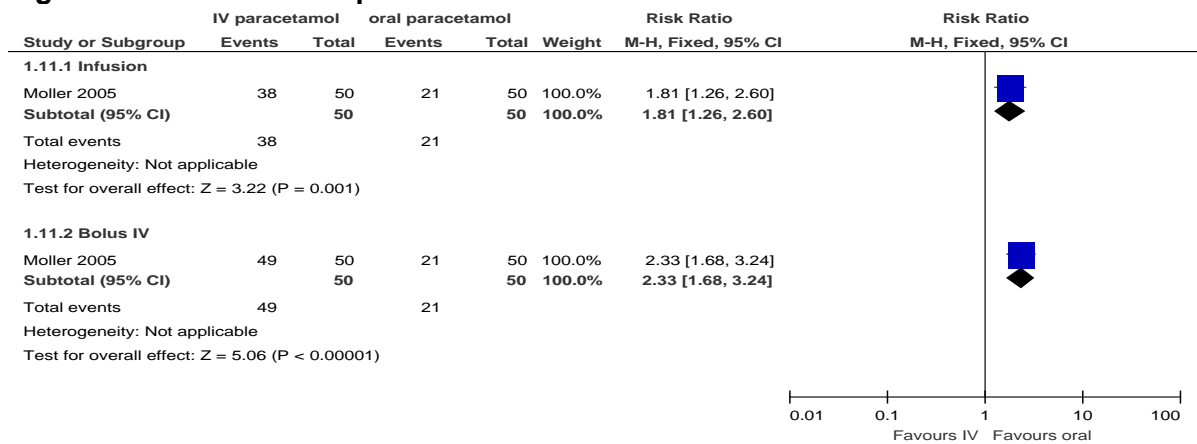 IV paracetamol oral paracetamol Risk Ratio Risk Ratio
Study or Subgroup Events Total Events Total Weight M-H, Fixed, 95% CI M-H, Fixed, 95% CI
1.11.1 Infusion
Moller 2005 38 50 21 50 100.0% 1.81 [1.26, 2.60]
Subtotal (95% CI) 50 50 100.0% 1.81 [1.26, 2.60]
Total events 38 21
Heterogeneity: Not applicable
Test for overall effect: Z = 3.22 (P = 0.001)
1.11.2 Bolus IV
Moller 2005 49 50 21 50 100.0% 2.33 [1.68, 3.24]
Subtotal (95% CI) 50 50 100.0% 2.33 [1.68, 3.24]
Total events 49 21
Heterogeneity: Not applicable
Test for overall effect: Z = 5.06 (P < 0.00001)
0.01 0.1 1 10 100
Favours IV Favours oral